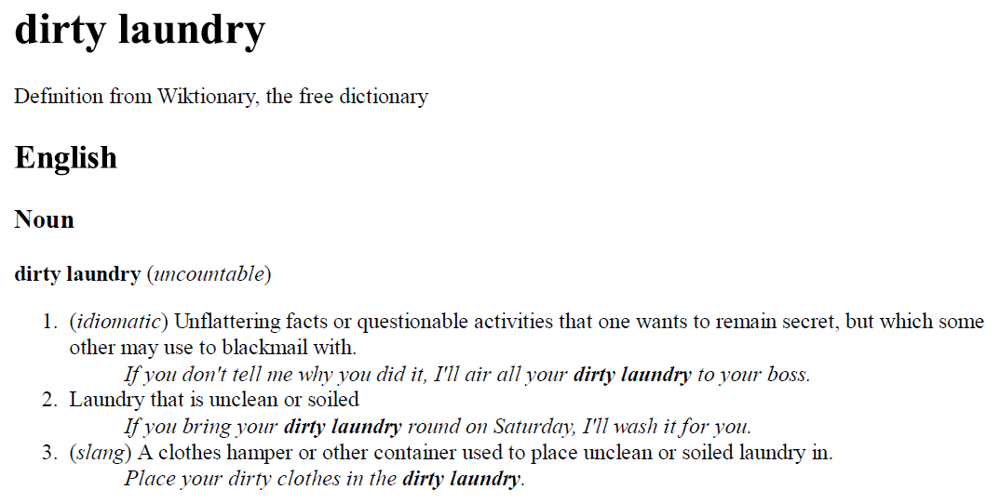 dirty laundry
Definition from Wiktionary, the free dictionary
English
Noun
dirty laundry (uncountable)
1. (idiomatic) Unflattering facts or questionable activities that one wants to remain secret, but which some
other may use to blackmail with.
If you don't tell me why you did it, I'll air all your dirty laundry to your boss.
2. Laundry that is unclean or soiled
If you bring your dirty laundry round on Saturday, I'll wash it for you.
3. (slang) A clothes hamper or other container used to place unclean or soiled laundry in.
Place your dirty clothes in the dirty laundry.